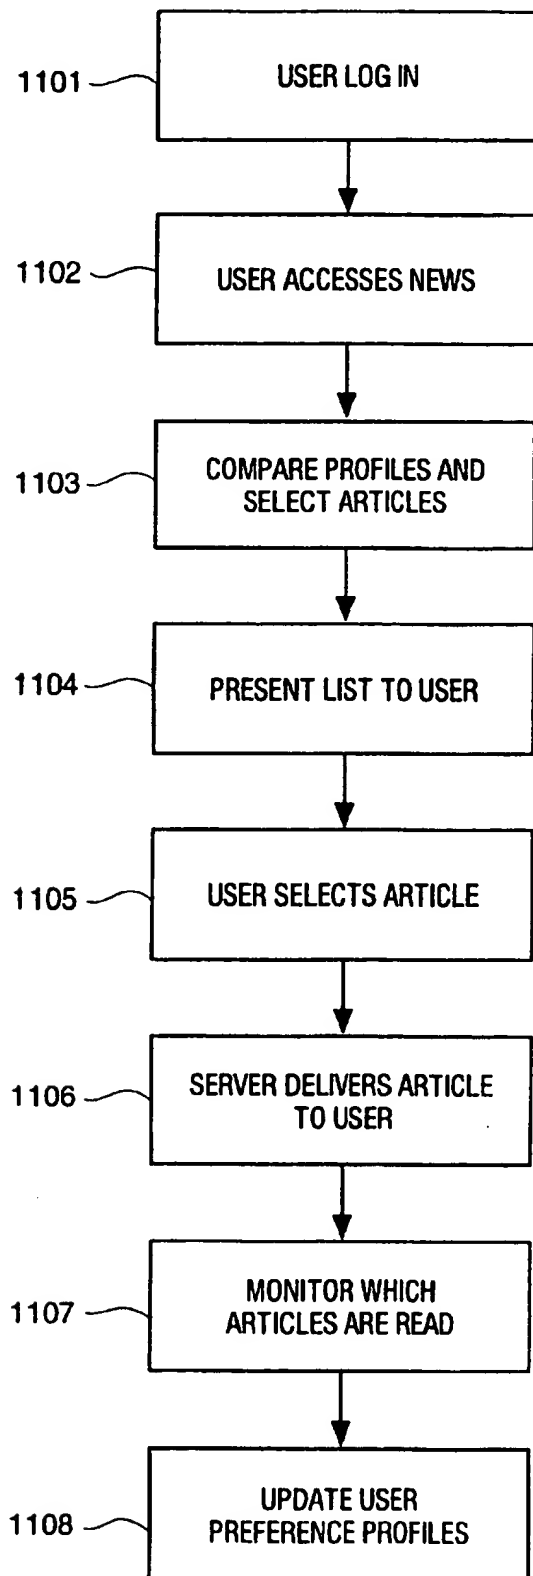 1101
USER LOG IN
1102
USER ACCESSES NEWS
1103
COMPARE PROFILES AND
SELECT ARTICLES
1104
PRESENT LIST TO USER
1105
USER SELECTS ARTICLE
1106
SERVER DELIVERS ARTICLE
TO USER
1107
MONITOR WHICH
ARTICLES ARE READ
1108
UPDATE USER
PREFERENCE PROFILES